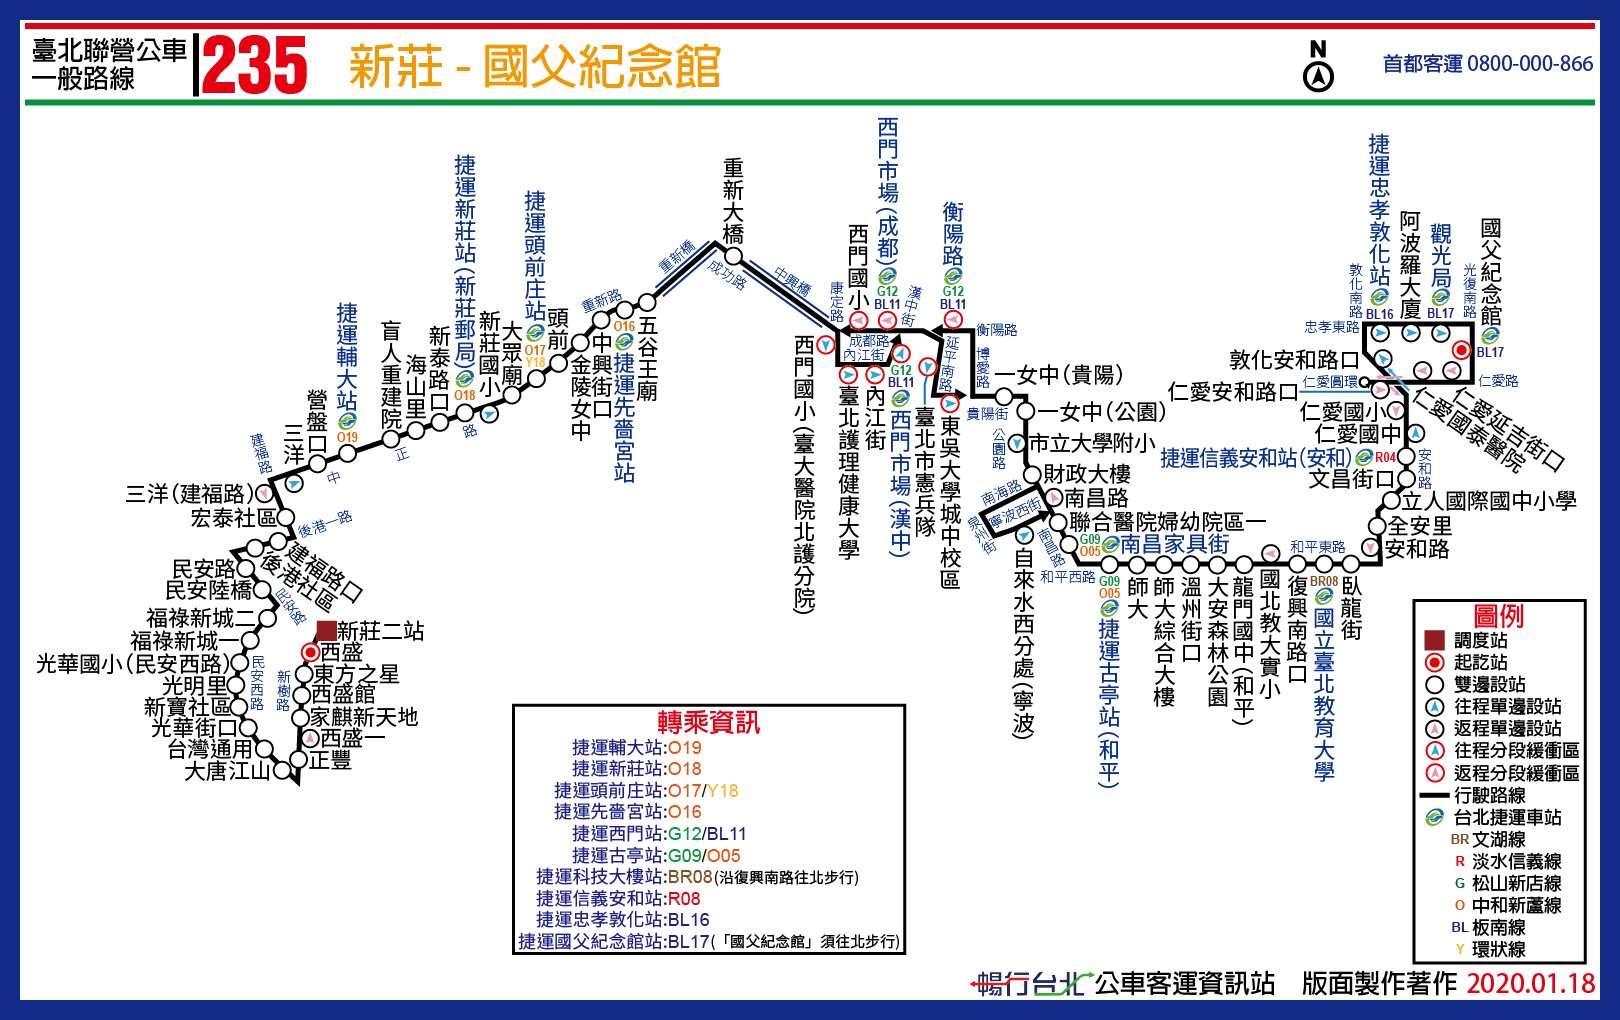 臺北聯營公車
一般路線
235
新莊 - 國父紀念館
N
首都客運 0800-000-866
新莊二站
西盛
東方之星
西盛館
家麒新天地
西盛一
正豐
新樹路
大唐江山
台灣通用
光華街口
新寶社區
光明里
光華國小(民安西路)
福祿新城一
福祿新城二
民安西路
民安陸橋
民安路
民安路
後港社區
建福路口
後港一路
宏泰社區
三洋(建福路)
建福路
三洋
營盤口
捷運輔大站
O19
中
正
路
盲人重建院
海山里
新泰路口
捷運新莊站(新莊郵局)
O18
新莊國小
大眾廟
捷運頭前庄站
O17
Y18
頭前
金陵女中
中興街口
重新路
O16
捷運先嗇宮站
五谷王廟
重新橋
重新大橋
成功路
中興橋
康定路
西門國小
西門國小(臺大醫院北護分院)
西門市場(成都)
G12
BL11
漢中街
成都路
內江街
臺北護理健康大學
內江街
G12
BL11
西門市場(漢中)
衡陽路
G12
BL11
衡陽路
延平南路
臺北市憲兵隊
東吳大學城中校區
博愛路
貴陽街
一女中(貴陽)
一女中(公園)
公園路
市立大學附小
財政大樓
南海路
寧波西街
泉州街
南昌路
南昌路
自來水西分處(寧波)
聯合醫院婦幼院區一
G09
O05
南昌家具街
和平西路
G09
O05
捷運古亭站(和平)
師大
師大綜合大樓
溫州街口
大安森林公園
龍門國中(和平)
國北教大實小
復興南路口
和平東路
BR08
國立臺北教育大學
臥龍街
安和路
全安里
立人國際國中小學
文昌街口
安和路
捷運信義安和站(安和)
R04
仁愛國中
仁愛國小
仁愛安和路口
仁愛圓環
敦化安和路口
忠孝東路
敦化南路
捷運忠孝敦化站
BL16
阿波羅大廈
觀光局
BL17
光復南路
國父紀念館
BL17
仁愛路
仁愛延吉街口
仁愛國泰醫院
轉乘資訊
捷運輔大站:O19
捷運新莊站:O18
捷運頭前庄站:O17/Y18
捷運先嗇宮站:O16
捷運西門站:G12/BL11
捷運古亭站:G09/O05
捷運科技大樓站:BR08(沿復興南路往北步行)
捷運信義安和站:R08
捷運忠孝敦化站:BL16
捷運國父紀念館站:BL17(「國父紀念館」須往北步行)
圖例
調度站
起訖站
雙邊設站
往程單邊設站
返程單邊設站
往程分段緩衝區
返程分段緩衝區
行駛路線
台北捷運車站
BR 文湖線
R 淡水信義線
G 松山新店線
O 中和新蘆線
BL 板南線
Y 環狀線
暢行台北 公車客運資訊站 版面製作著作 2020.01.18